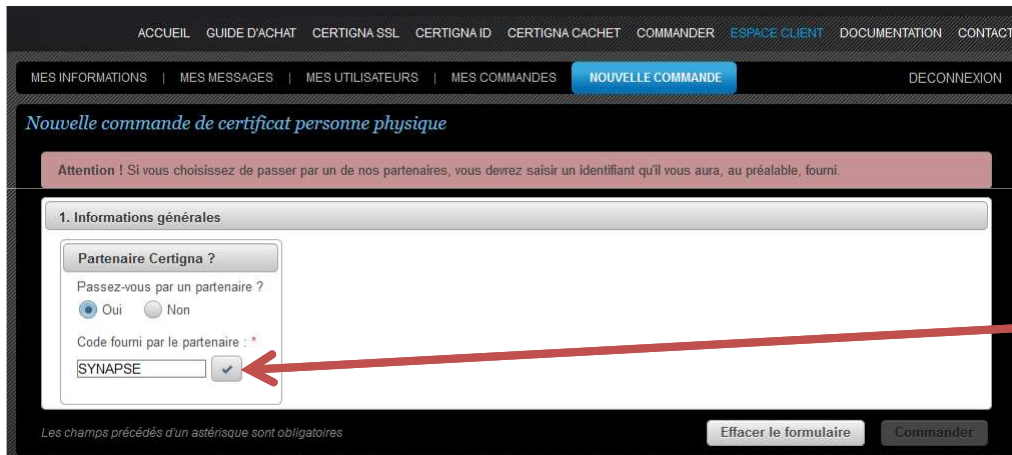 ACCUEIL GUIDE D'ACHAT CERTIGNA SSL CERTIGNA ID CERTIGNA CACHET COMMANDER ESPACE CLIENT DOCUMENTATION CONTACT
MES INFORMATIONS | MES MESSAGES | MES UTILISATEURS | MES COMMANDES NOUVELLE COMMANDE DECONNEXION
Nouvelle commande de certificat personne physique
Attention ! Si vous choisissez de passer par un de nos partenaires, vous devrez saisir un identifiant qu'il vous aura, au préalable, fourni.
1. Informations générales
Partenaire Certigna ?
Passez-vous par un partenaire ?
Oui Non
Code fourni par le partenaire : *
SYNAPSE
Les champs précédés d'un astérisque sont obligatoires Effacer le formulaire Commander